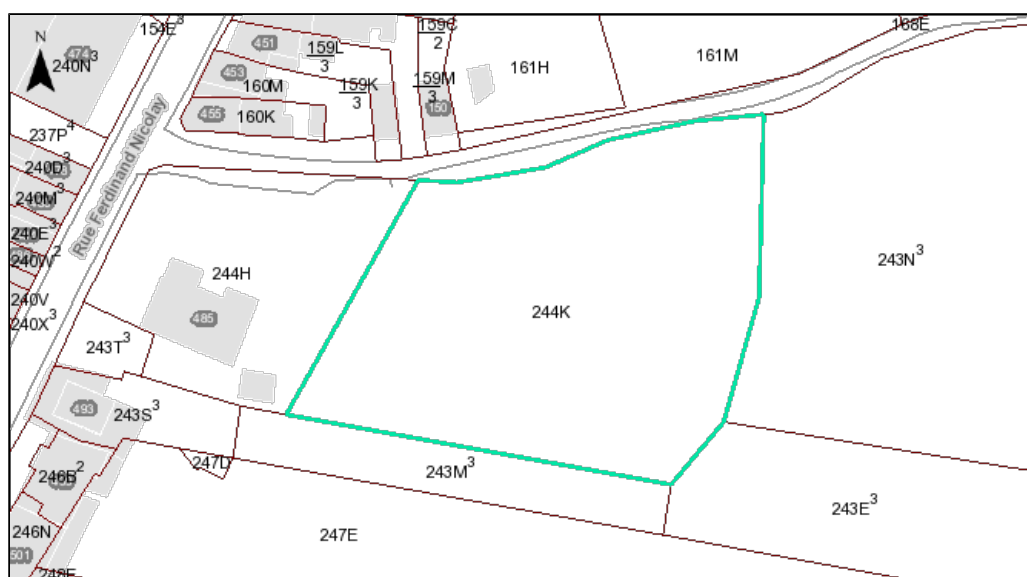 154E³
N
474
240N³
451
159L
3
159C
2
168E
161M
161H
453
160M
159K
3
159M
3
150
455
160K
237P⁴
240D³
240M³
240E³
240W²
240V
240X³
Rue Ferdinand Nicolay
244H
243N³
244K
485
243T³
493
243S³
247D
243M³
246B²
243E³
246N
247E
501
248E